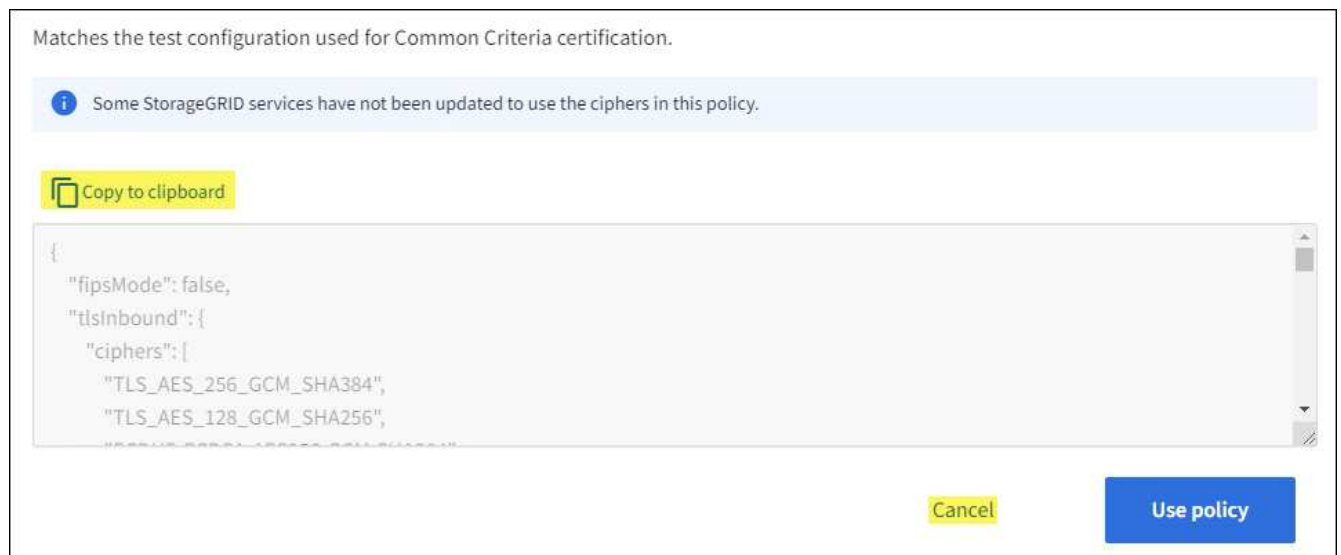 Matches the test configuration used for Common Criteria certification.
Some StorageGRID services have not been updated to use the ciphers in this policy.
Copy to clipboard
{
"fipsMode": false,
"tlsInbound": {
"ciphers": [
"TLS_AES_256_GCM_SHA384",
"TLS_AES_128_GCM_SHA256",
Cancel
Use policy